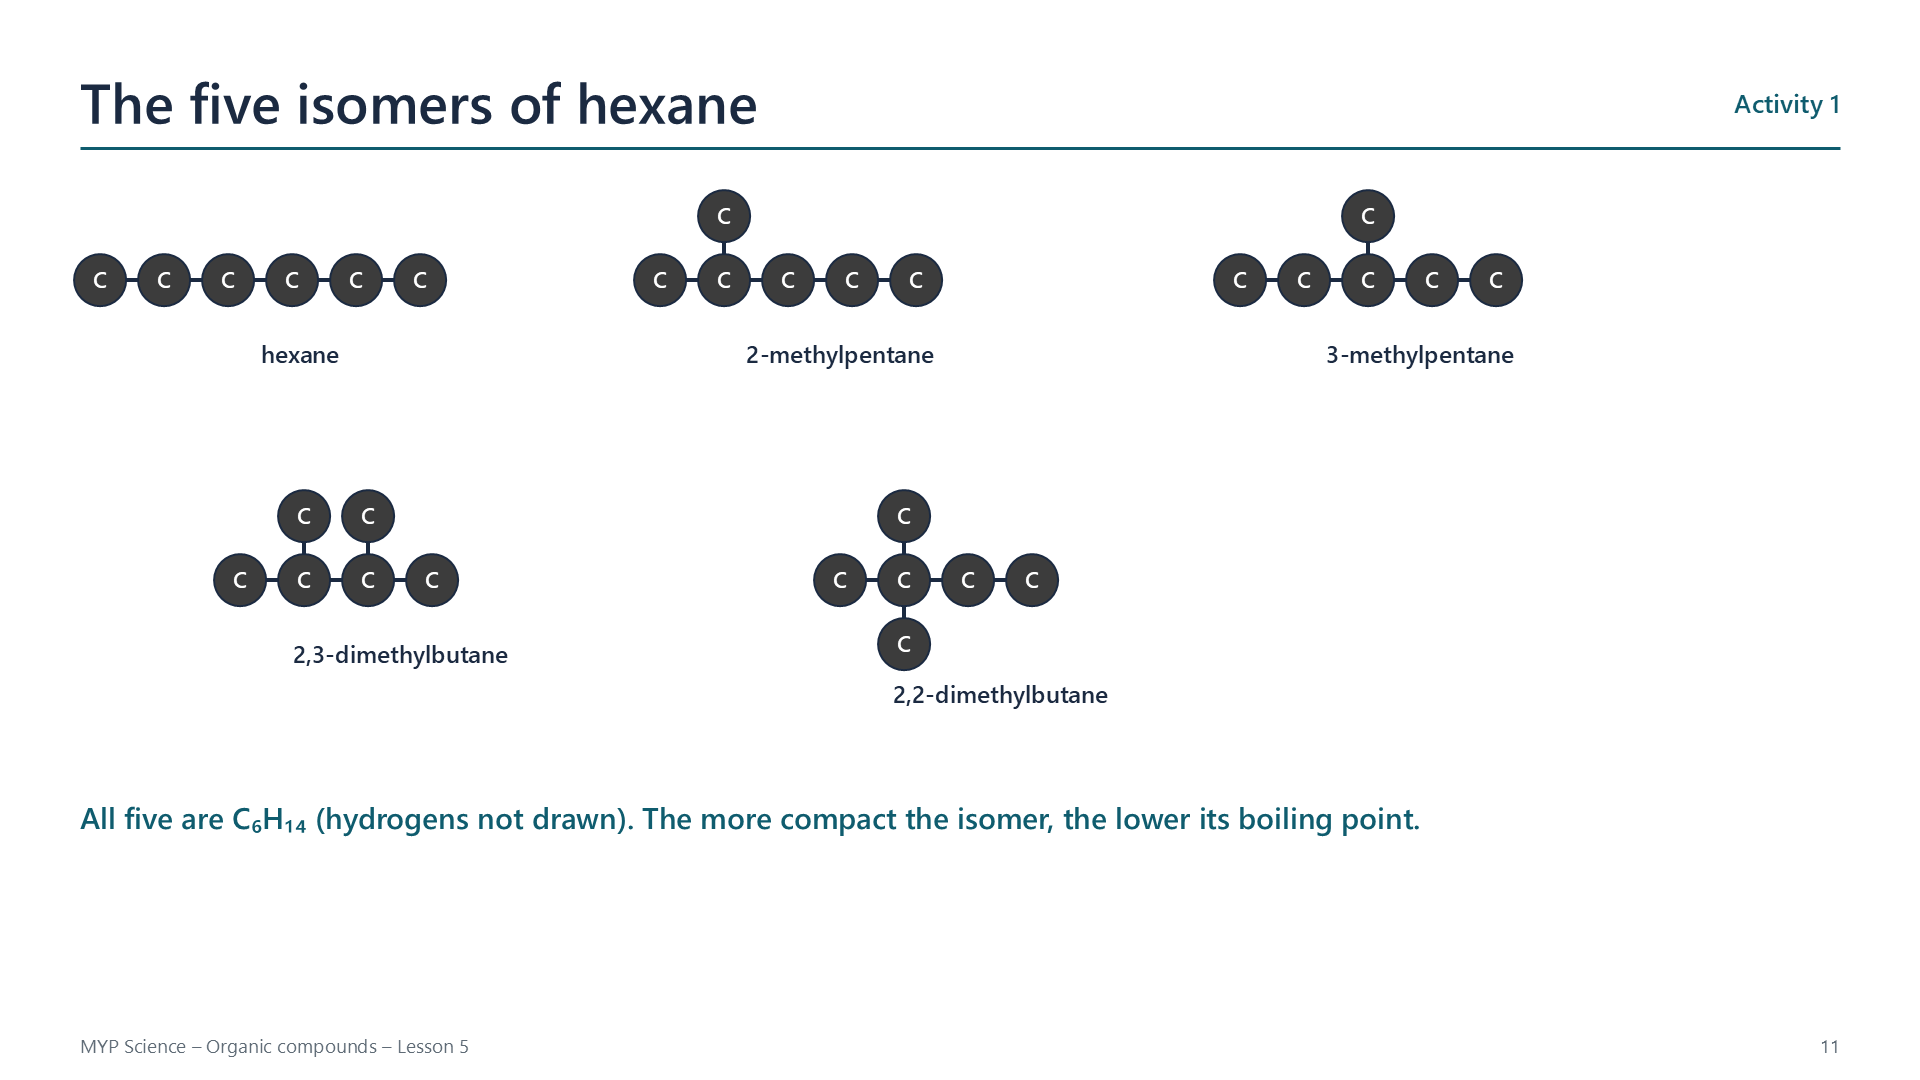 The five isomers of hexane
Activity 1
C
C
C C C C C C
C C C C C
C C C C C
hexane
2-methylpentane
3-methylpentane
C C
C
C C C C
C C C C
C
2,3-dimethylbutane
2,2-dimethylbutane
All five are C₆H₁₄ (hydrogens not drawn). The more compact the isomer, the lower its boiling point.
MYP Science – Organic compounds – Lesson 5
11